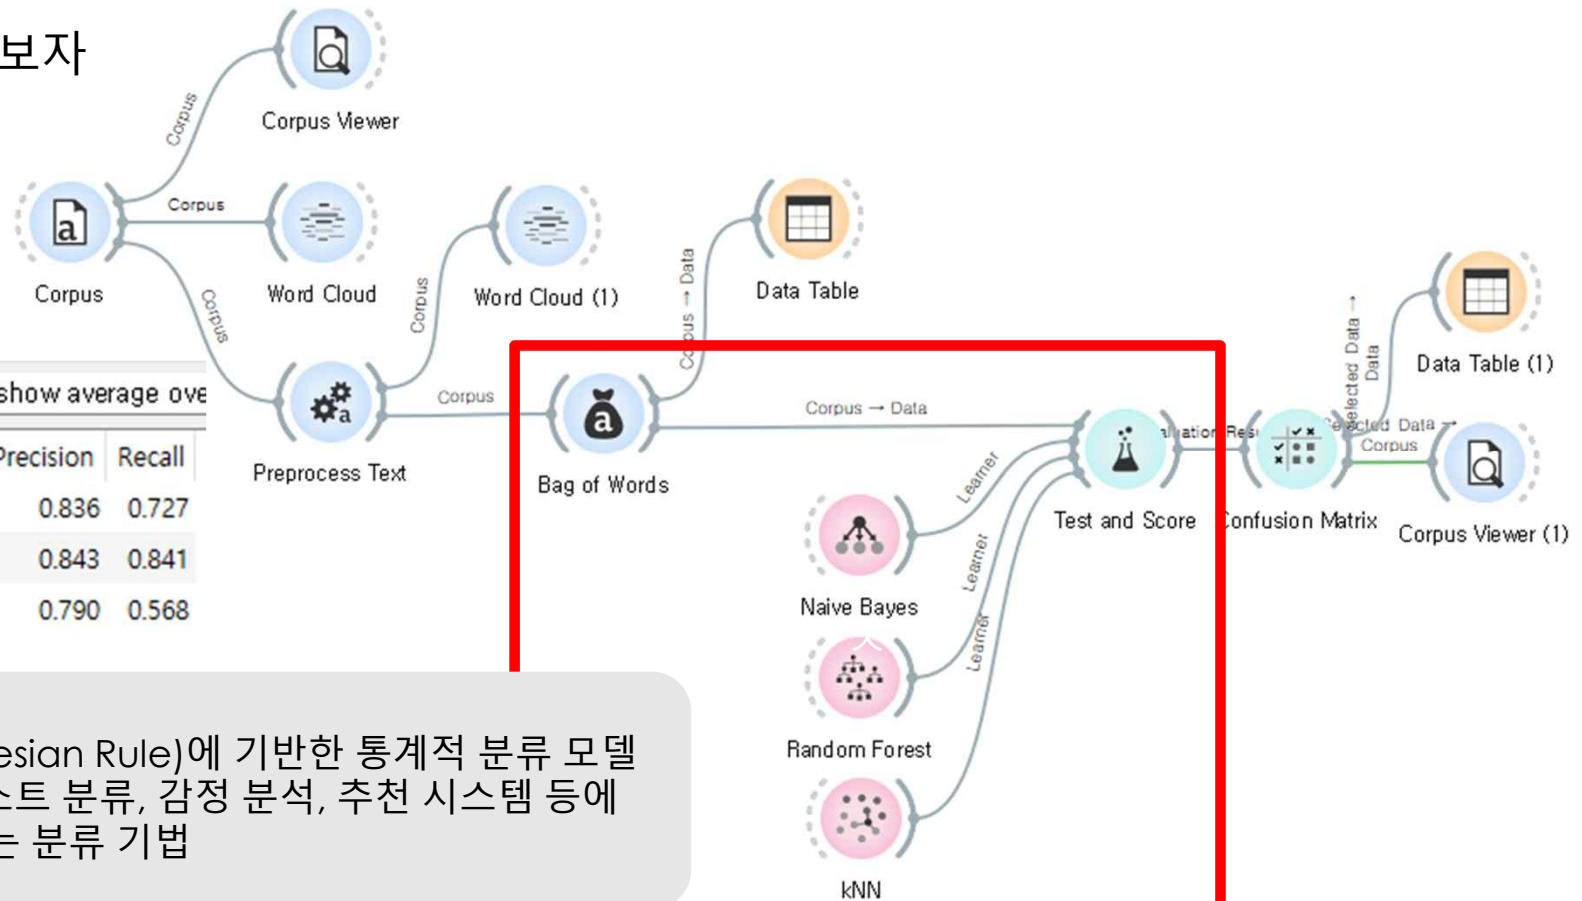 보자
Corpus
Corpus Viewer
Corpus
Corpus
Word Cloud
Corpus
Corpus
Word Cloud (1)
Corpus → Data
Data Table
Preprocess Text
Corpus
Bag of Words
Corpus → Data
Learner
Learner
Learner
Naive Bayes
Random Forest
kNN
Test and Score
Confusion Matrix
Selected Data →
Data
Data Table (1)
Selected Data →
Corpus
Corpus Viewer (1)
show average ove
Precision Recall
0.836 0.727
0.843 0.841
0.790 0.568
esian Rule)에 기반한 통계적 분류 모델
스트 분류, 감정 분석, 추천 시스템 등에
는 분류 기법